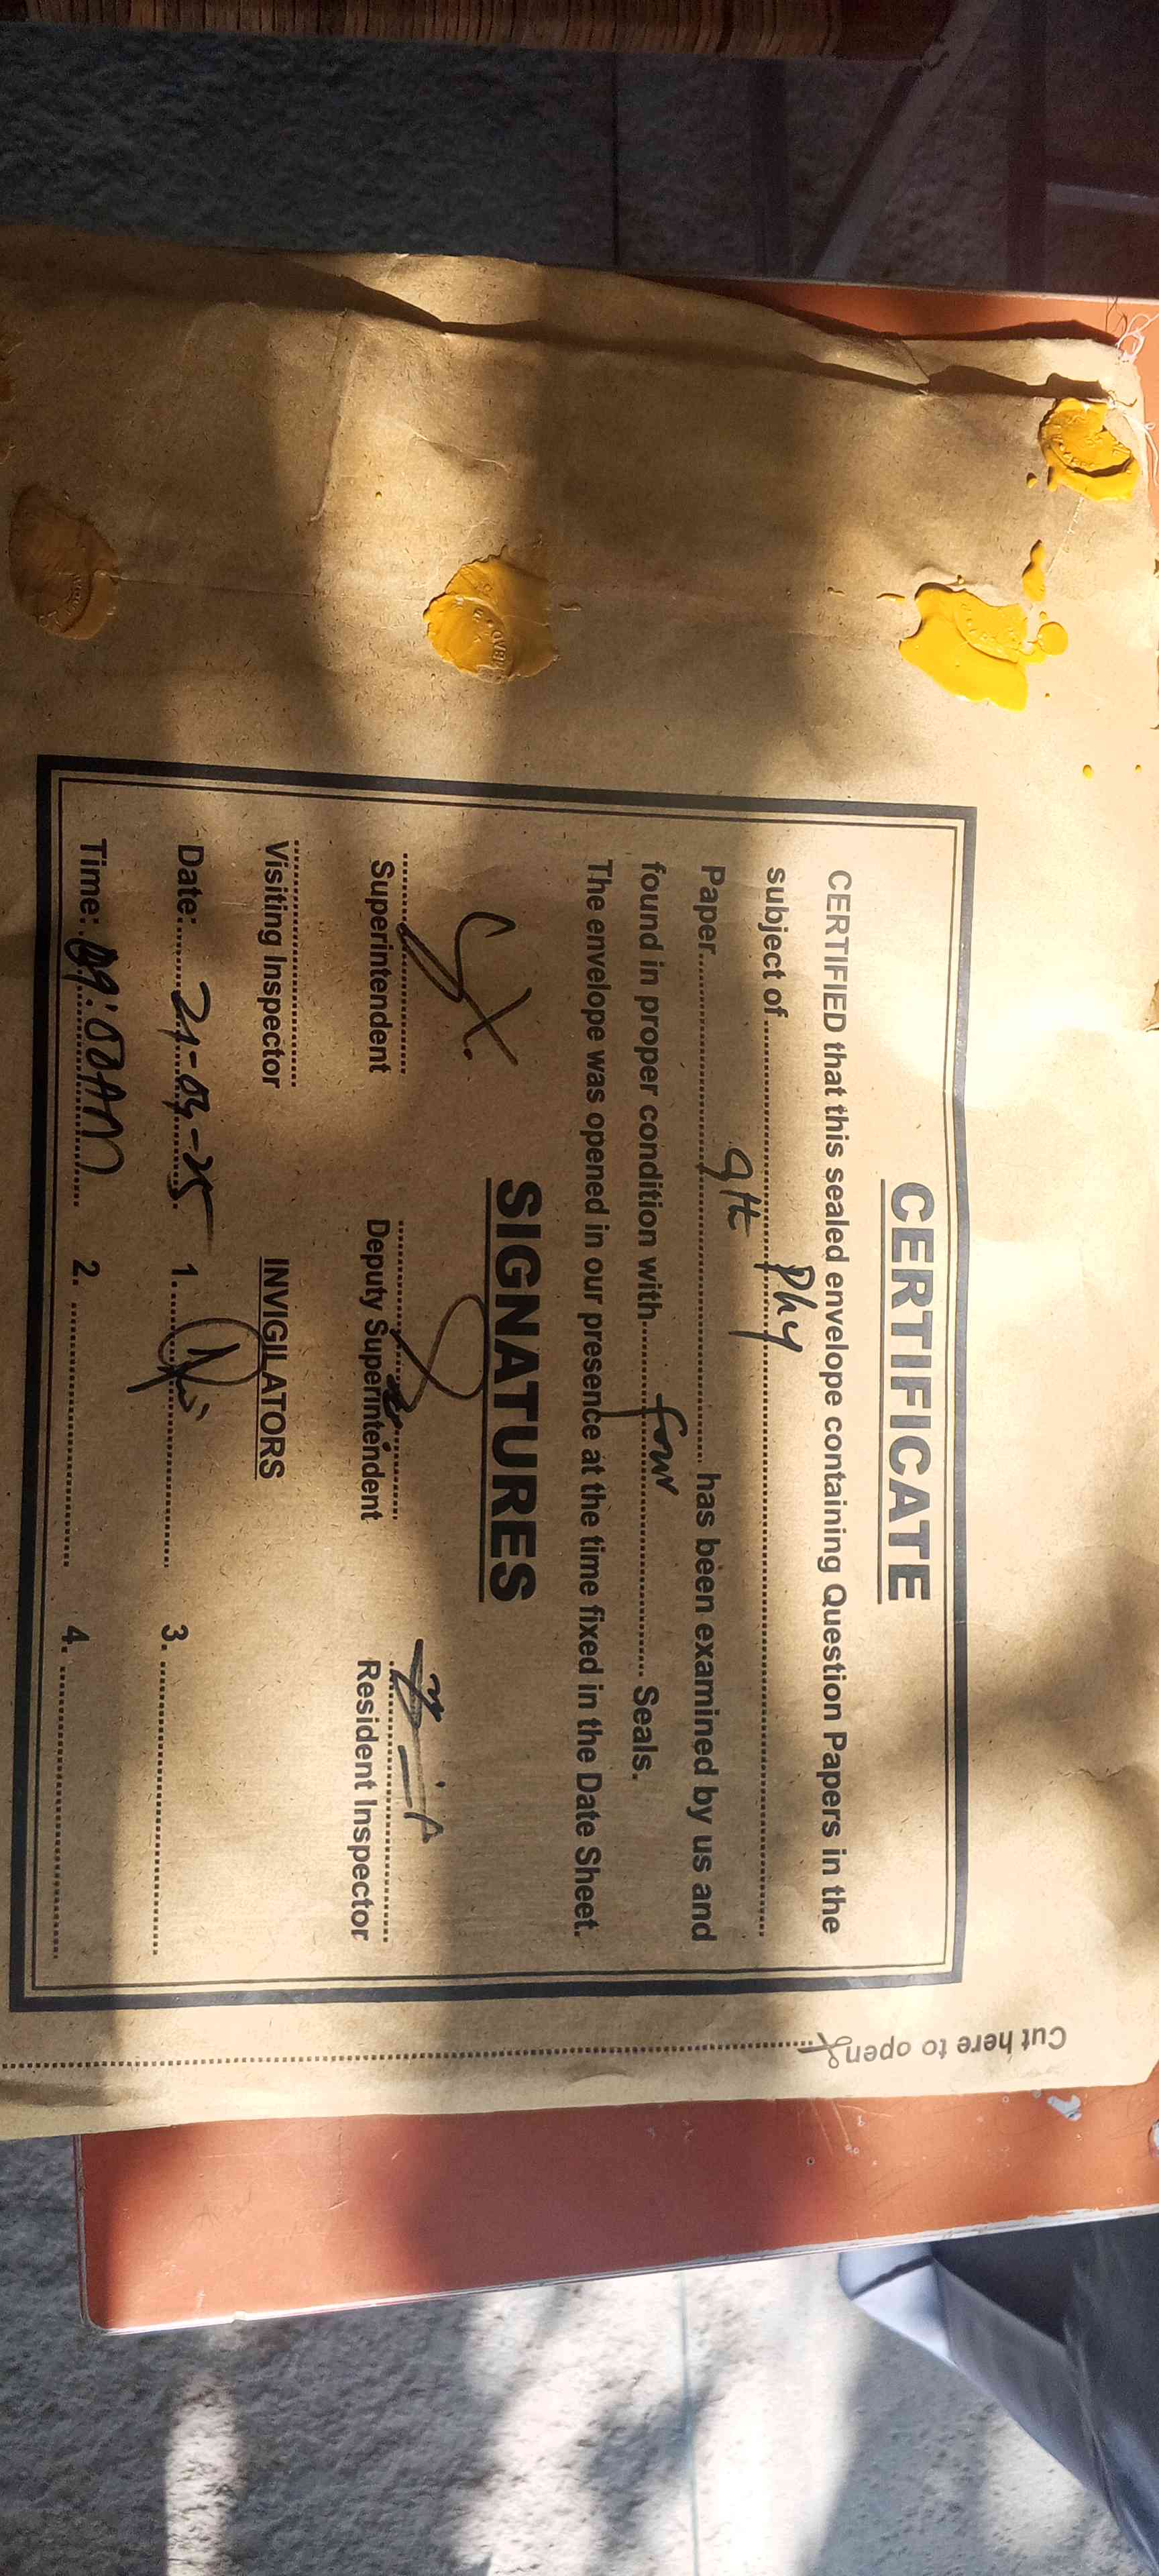 CERTIFICATE
CERTIFIED that this sealed envelope containing Question Papers in the
subject of Phy
Paper 9th has been examined by us and
found in proper condition with four Seals.
The envelope was opened in our presence at the time fixed in the Date Sheet.
SIGNATURES
Superintendent Deputy Superintendent Resident Inspector
Visiting Inspector INVIGILATORS
Date: 21-04-25 1. 3.
Time: 09:00AM 2. 4.
Cut here to open